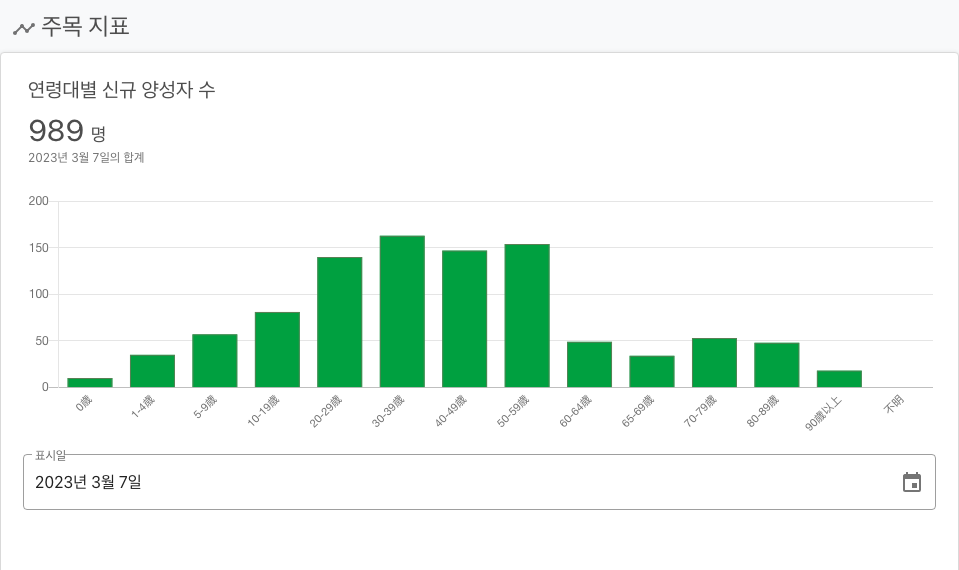 주목 지표
연령대별 신규 양성자 수
989 명
2023년 3월 7일의 합계
200
150
100
50
0
0歳
1-4歳
5-9歳
10-19歳
20-29歳
30-39歳
40-49歳
50-59歳
60-64歳
65-69歳
70-79歳
80-89歳
90歳以上
不明
표시일
2023년 3월 7일